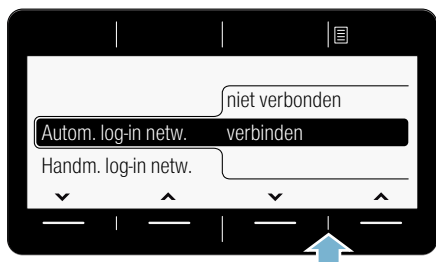 niet verbonden
Autom. log-in netw. verbinden
Handm. log-in netw.